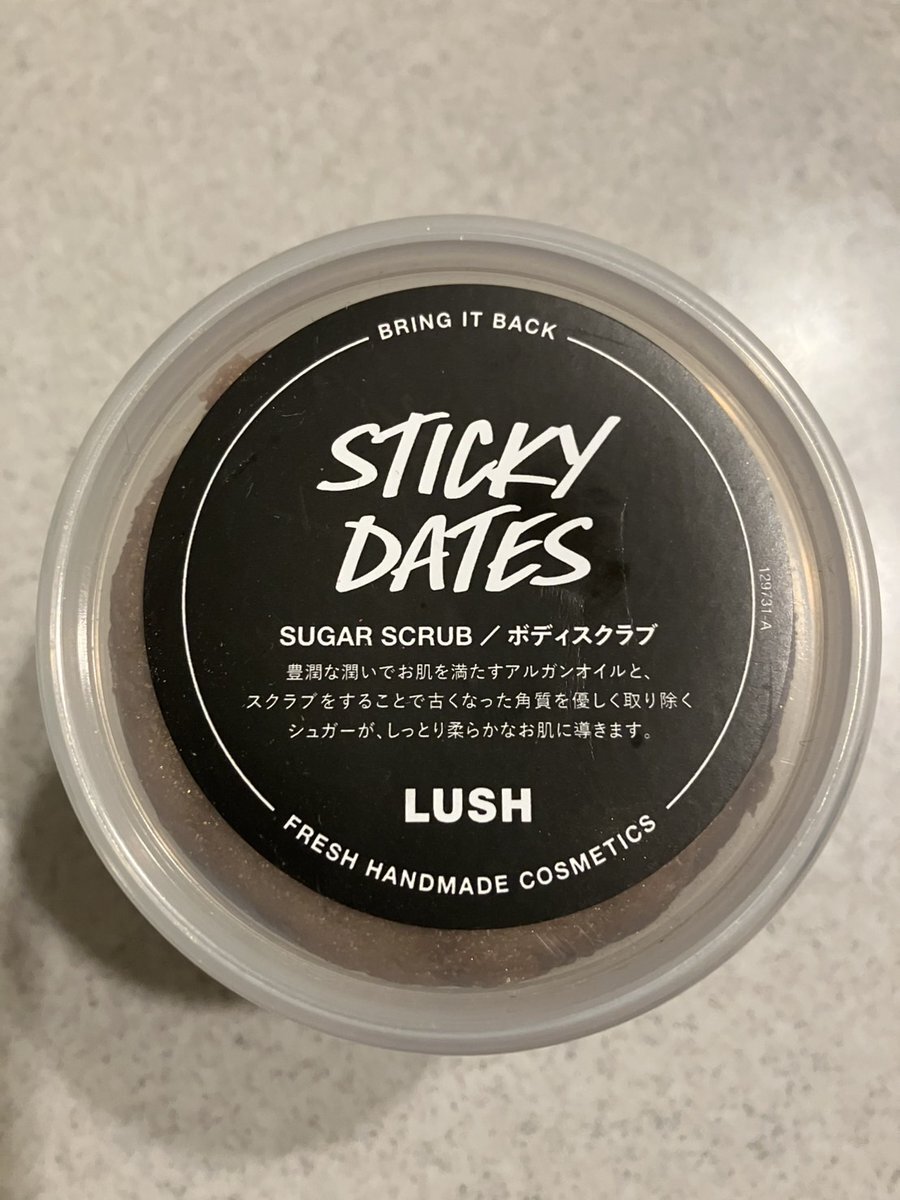 BRING IT BACK
STICKY
DATES
SUGAR SCRUB / ボディスクラブ
豊潤な潤いでお肌を満たすアルガンオイルと、
スクラブをすることで古くなった角質を優しく取り除く
シュガーが、しっとり柔らかなお肌に導きます。
LUSH
FRESH HANDMADE COSMETICS
129731-A